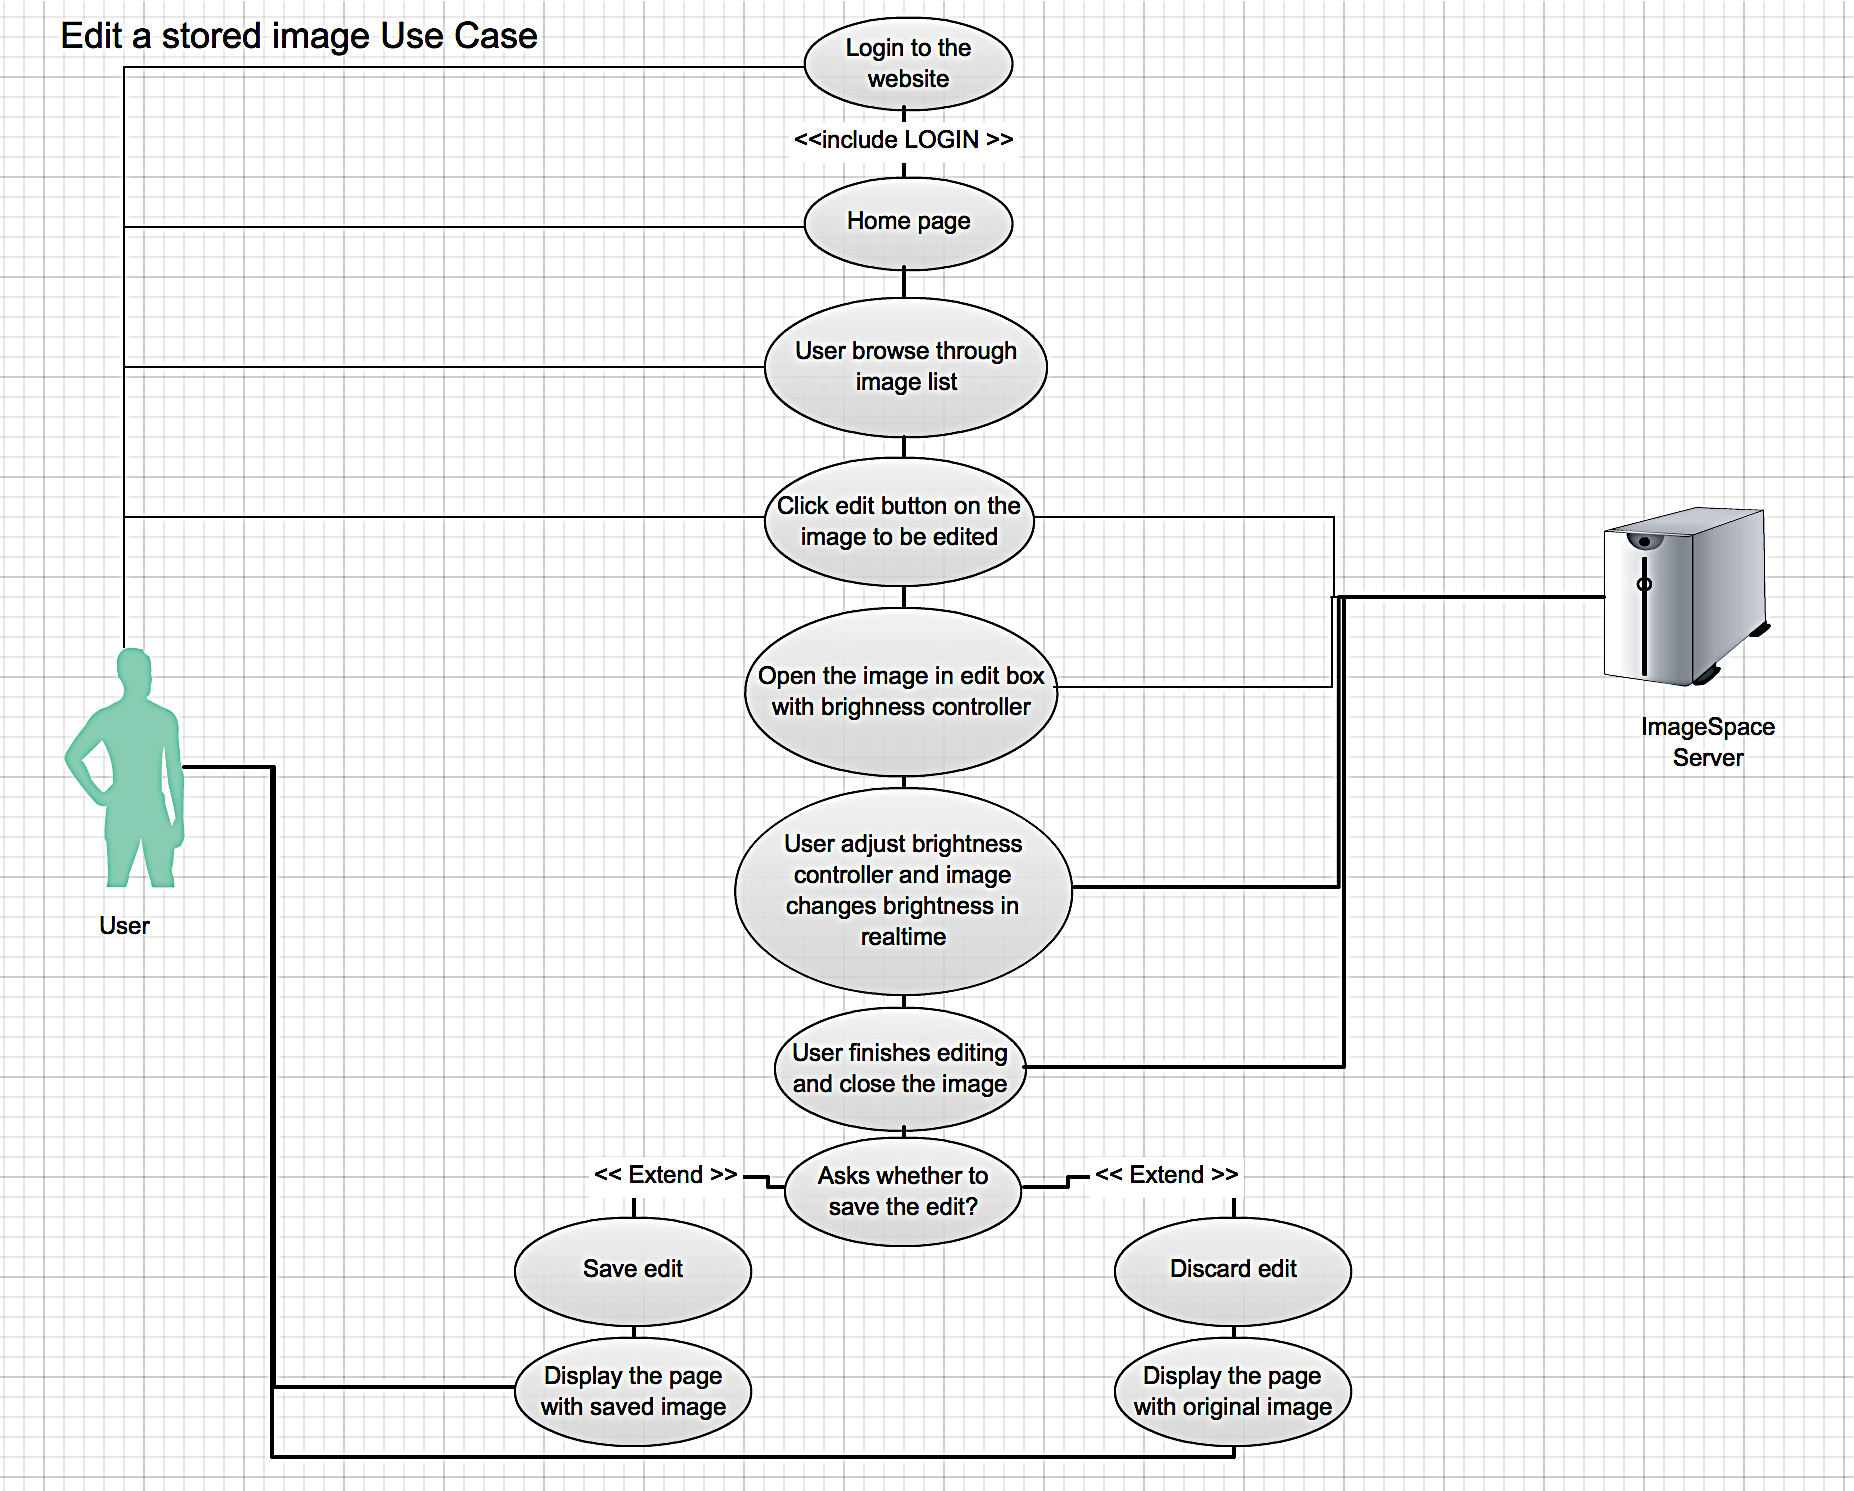 Edit a stored image Use Case
Login to the
website
<<include LOGIN >>
Home page
User browse through
image list
Click edit button on the
image to be edited
Open the image in edit box
with brighness controller
ImageSpace
Server
User adjust brightness
controller and image
changes brightness in
realtime
User
User finishes editing
and close the image
<< Extend >>
Asks whether to
save the edit?
<< Extend >>
Save edit
Discard edit
Display the page
with saved image
Display the page
with original image